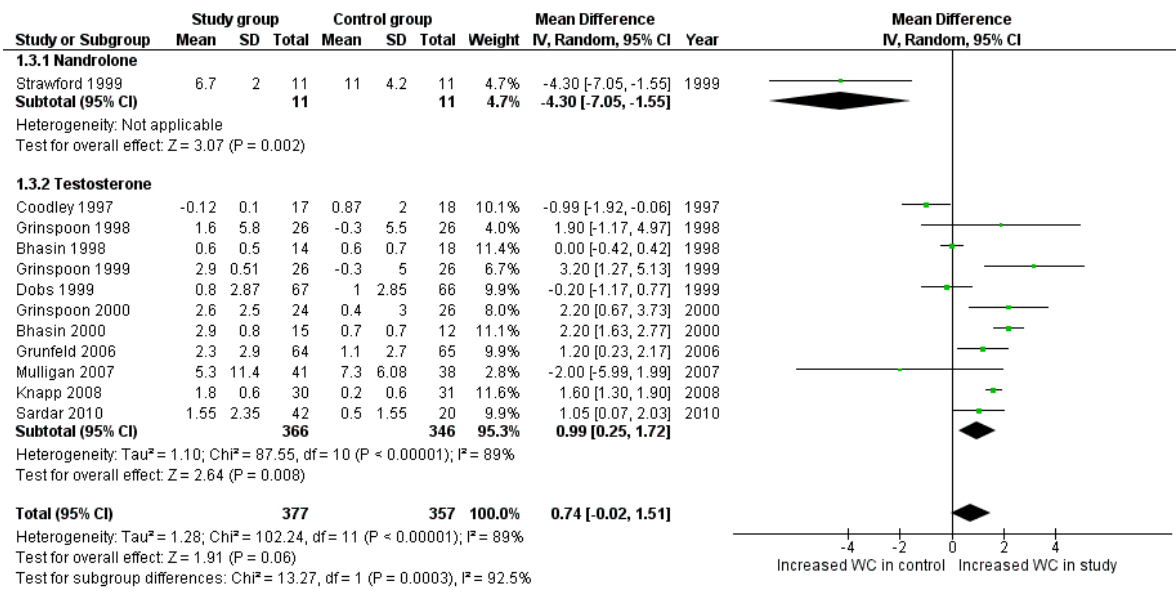 Study group Control group Mean Difference Mean Difference
Study or Subgroup Mean SD Total Mean SD Total Weight IV, Random, 95% CI Year IV, Random, 95% CI
1.3.1 Nandrolone
Strawford 1999 6.7 2 11 11 4.2 11 4.7% -4.30 [-7.05, -1.55] 1999
Subtotal (95% CI) 11 11 4.7% -4.30 [-7.05, -1.55]
Heterogeneity: Not applicable
Test for overall effect: Z = 3.07 (P = 0.002)
1.3.2 Testosterone
Coodley 1997 -0.12 0.1 17 0.87 2 18 10.1% -0.99 [-1.92, -0.06] 1997
Grinspoon 1998 1.6 5.8 26 -0.3 5.5 26 4.0% 1.90 [-1.17, 4.97] 1998
Bhasin 1998 0.6 0.5 14 0.6 0.7 18 11.4% 0.00 [-0.42, 0.42] 1998
Grinspoon 1999 2.9 0.51 26 -0.3 5 26 6.7% 3.20 [1.27, 5.13] 1999
Dobs 1999 0.8 2.87 67 1 2.85 66 9.9% -0.20 [-1.17, 0.77] 1999
Grinspoon 2000 2.6 2.5 24 0.4 3 26 8.0% 2.20 [0.67, 3.73] 2000
Bhasin 2000 2.9 0.8 15 0.7 0.7 12 11.0% 2.20 [1.63, 2.77] 2000
Grunfeld 2006 2.3 2.9 64 1.1 2.7 65 9.9% 1.20 [0.23, 2.17] 2006
Mulligan 2007 5.3 11.4 41 7.3 6.08 38 2.8% -2.00 [-5.99, 1.99] 2007
Knapp 2008 1.8 0.6 30 0.2 0.6 31 11.6% 1.60 [1.30, 1.90] 2008
Sardar 2010 1.55 2.35 42 0.5 1.55 20 9.9% 1.05 [0.07, 2.03] 2010
Subtotal (95% CI) 366 346 95.3% 0.99 [0.25, 1.72]
Heterogeneity: Tau² = 1.10; Chi² = 87.55, df = 10 (P < 0.00001); I² = 89%
Test for overall effect: Z = 2.64 (P = 0.008)
Total (95% CI) 377 357 100.0% 0.74 [-0.02, 1.51]
Heterogeneity: Tau² = 1.28; Chi² = 102.24, df = 11 (P < 0.00001); I² = 89%
Test for overall effect: Z = 1.91 (P = 0.06)
Test for subgroup differences: Chi² = 13.27, df = 1 (P = 0.0003), I² = 92.5%
-4 -2 0 2 4
Increased WC in control Increased WC in study